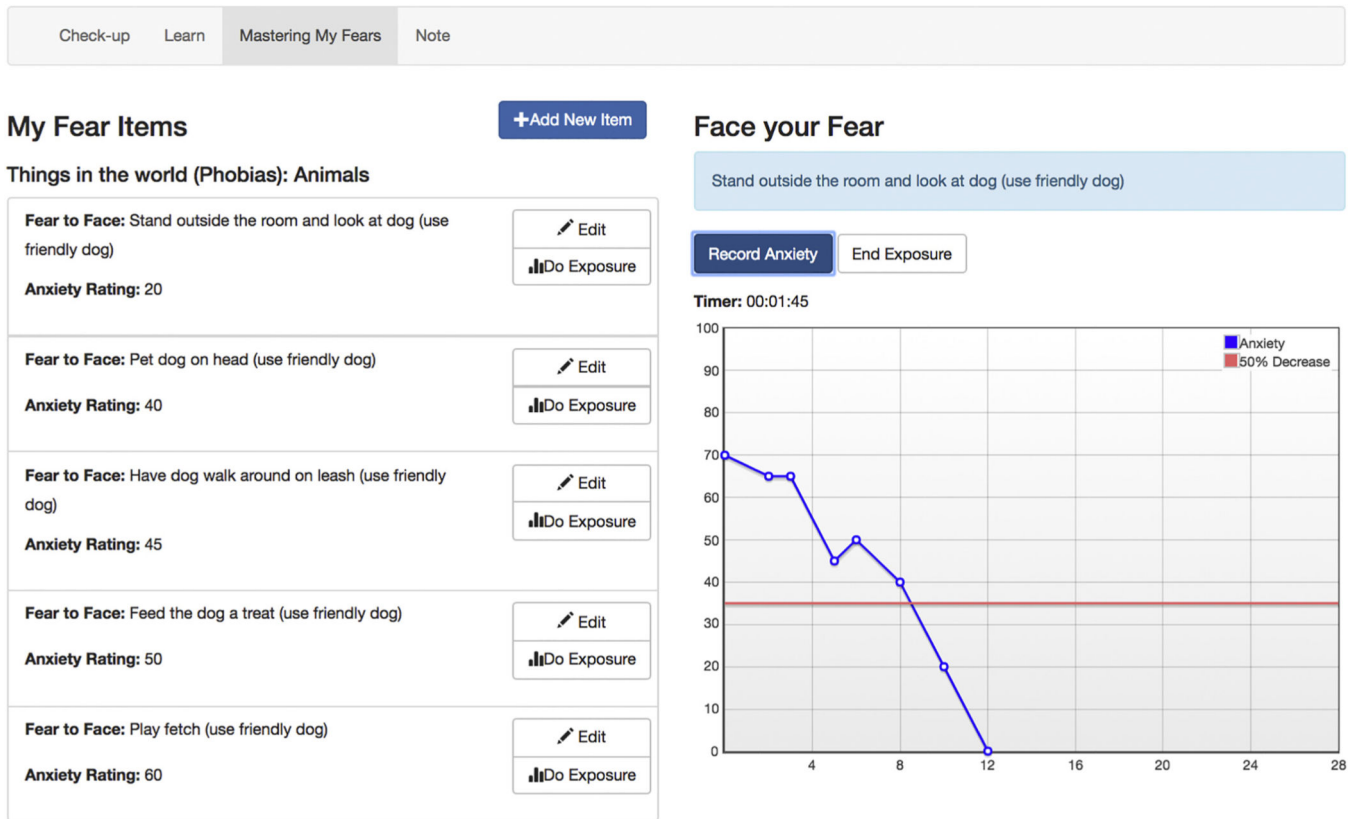 Check-up Learn Mastering My Fears Note
My Fear Items
+Add New Item
Things in the world (Phobias): Animals
Fear to Face: Stand outside the room and look at dog (use
friendly dog)
Anxiety Rating: 20
Edit
Do Exposure
Fear to Face: Pet dog on head (use friendly dog)
Anxiety Rating: 40
Edit
Do Exposure
Fear to Face: Have dog walk around on leash (use friendly
dog)
Anxiety Rating: 45
Edit
Do Exposure
Fear to Face: Feed the dog a treat (use friendly dog)
Anxiety Rating: 50
Edit
Do Exposure
Fear to Face: Play fetch (use friendly dog)
Anxiety Rating: 60
Edit
Do Exposure
Face your Fear
Stand outside the room and look at dog (use friendly dog)
Record Anxiety End Exposure
Timer: 00:01:45
100
90
80
70
60
50
40
30
20
10
0
Anxiety
50% Decrease
4 8 12 16 20 24 28